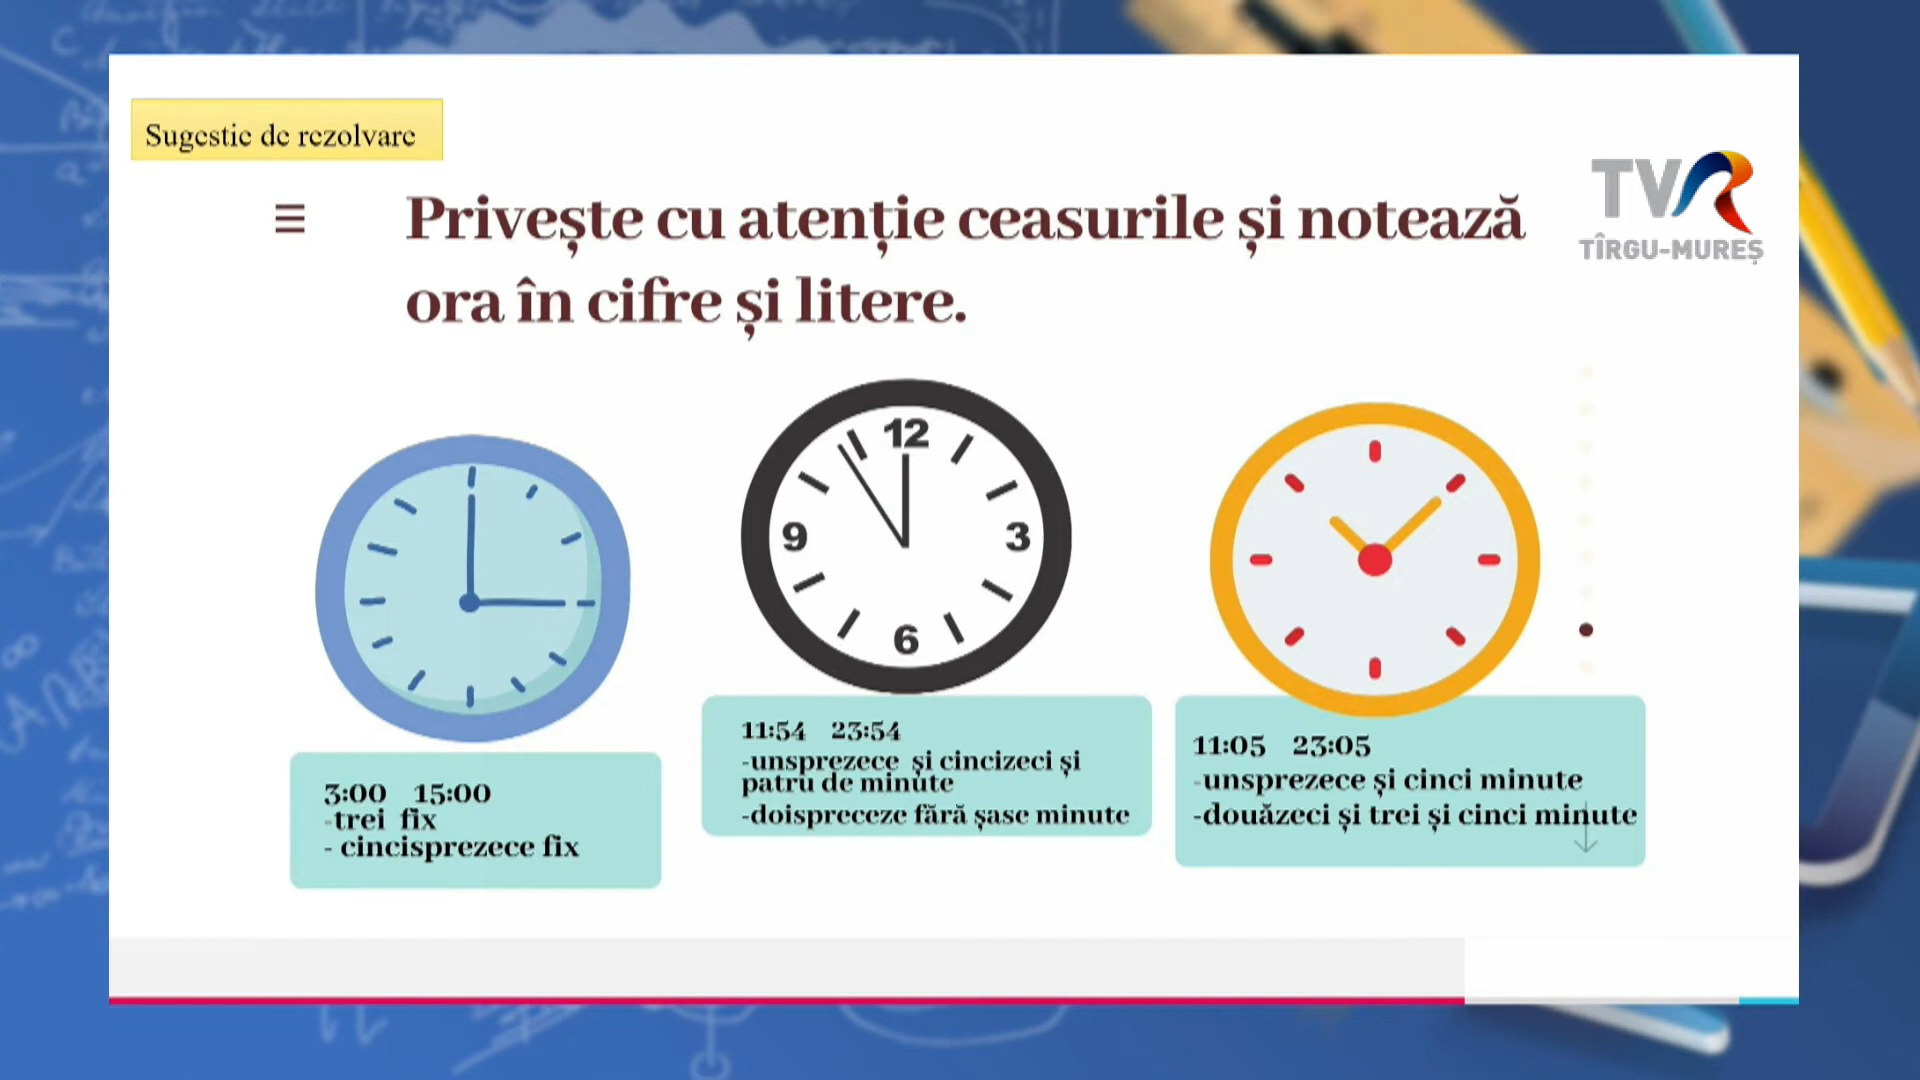 Sugestie de rezolvare
TVR
TÎRGU-MUREȘ
Privește cu atenție ceasurile și notează
ora în cifre și litere.
12
9
3
6
3:00 15:00
-trei fix
- cincisprezece fix
11:54 23:54
-unsprezece și cincizeci și
patru de minute
-doispreceze fără șase minute
11:05 23:05
-unsprezece și cinci minute
-douăzeci și trei și cinci minute